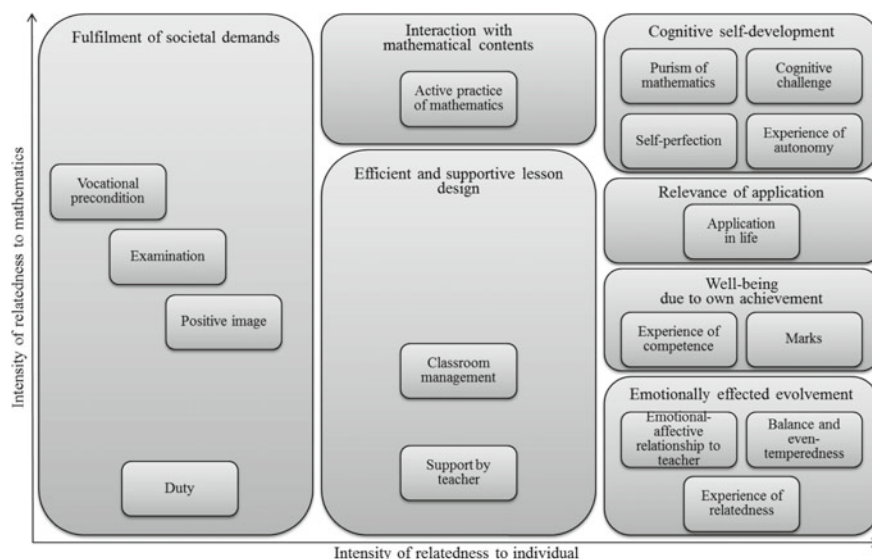 Intensity of relatedness to mathematics
Fulfilment of societal demands
Vocational
precondition
Examination
Positive image
Duty
Interaction with
mathematical contents
Active practice
of mathematics
Efficient and supportive lesson
design
Classroom
management
Support by
teacher
Cognitive self-development
Purism of
mathematics
Cognitive
challenge
Self-perfection
Experience of
autonomy
Relevance of application
Application
in life
Well-being
due to own achievement
Experience of
competence
Marks
Emotionally effected evolvement
Emotional-
affective
relationship to
teacher
Balance and
even-
temperedness
Experience of
relatedness
Intensity of relatedness to individual